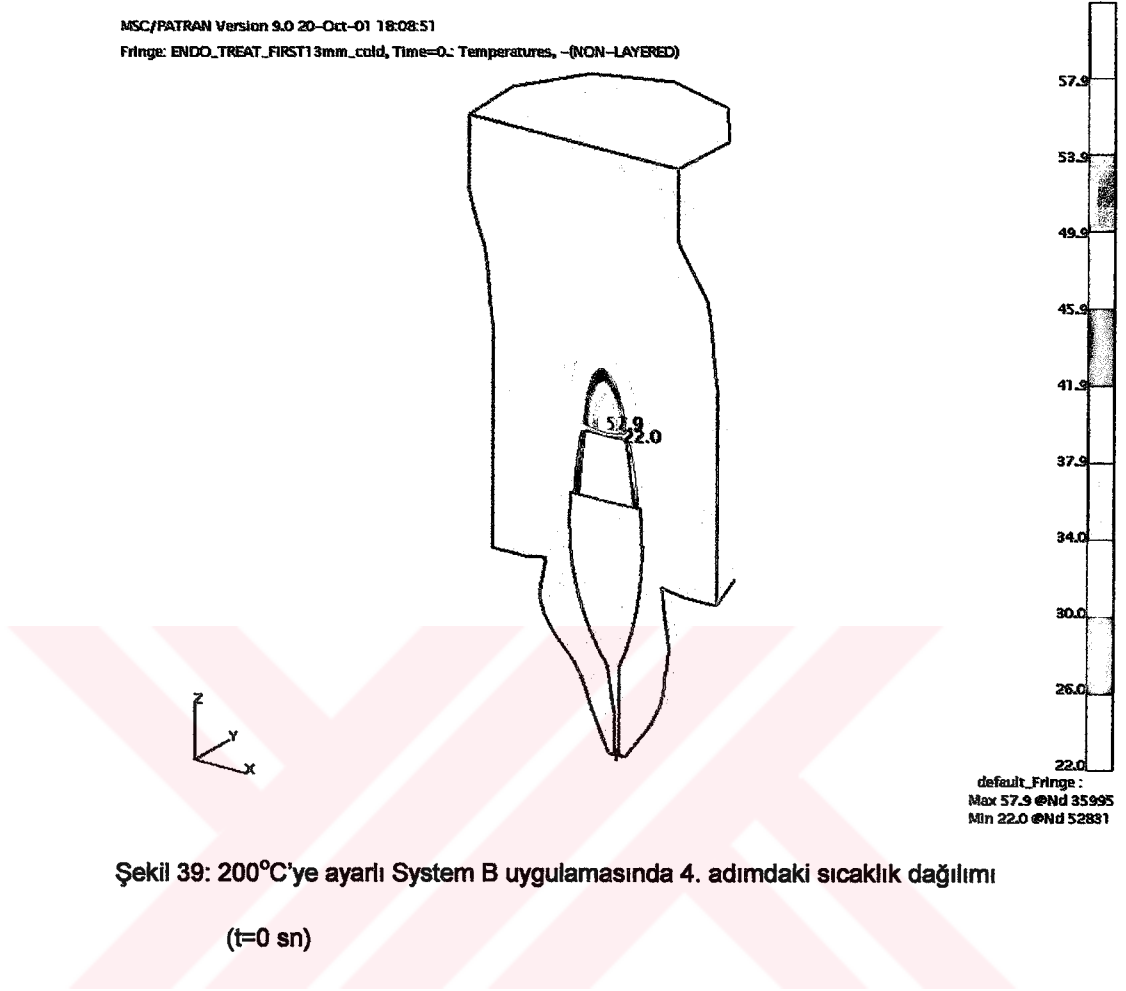 MSC/PATRAN Version 9.0 20-Oct-01 18:08:51
Fringe: ENDO_TREAT_FIRST13mm_cold, Time=0.: Temperatures, -(NON-LAYERED)
57.9
53.9
49.9
45.9
41.9
37.9
34.0
30.0
26.0
22.0
57.9
22.0
Z
Y
X
default_Fringe :
Max 57.9 @Nd 35995
Min 22.0 @Nd 52831
Şekil 39: 200°C'ye ayarlı System B uygulamasında 4. adımdaki sıcaklık dağılımı
(t=0 sn)